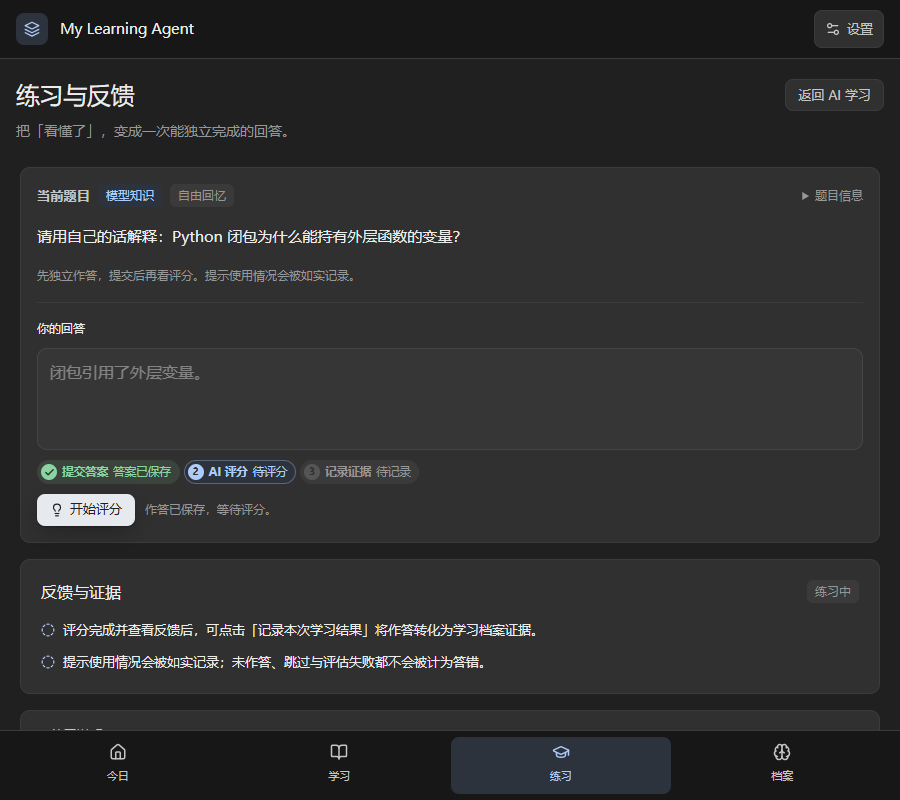 My Learning Agent
设置
练习与反馈
返回 AI 学习
把「看懂了」，变成一次能独立完成的回答。
当前题目 模型知识 自由回忆
题目信息
请用自己的话解释：Python 闭包为什么能持有外层函数的变量？
先独立作答，提交后再看评分。提示使用情况会被如实记录。
你的回答
闭包引用了外层变量。
提交答案 答案已保存 2 AI 评分 待评分 3 记录证据 待记录
开始评分 作答已保存，等待评分。
反馈与证据
练习中
评分完成并查看反馈后，可点击「记录本次学习结果」将作答转化为学习档案证据。
提示使用情况会被如实记录；未作答、跳过与评估失败都不会被计为答错。
今日 学习 练习 档案